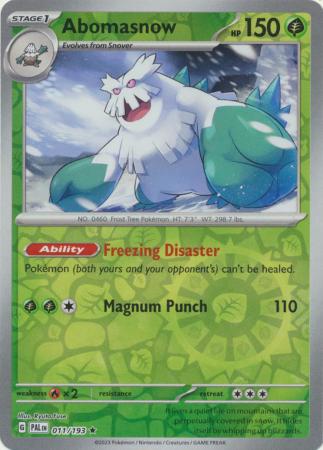 STAGE 1
Abomasnow
HP 150
Evolves from Snover
NO. 0460 Frost Tree Pokémon HT: 7'3" WT: 298.7 lbs.
Ability Freezing Disaster
Pokémon (both yours and your opponent's) can't be healed.
Magnum Punch 110
weakness ×2 resistance retreat
Illus. Ryuta Fuse
G PAL EN 011/193 ★
It lives a quiet life on mountains that
are perpetually covered in snow. It
hides itself by whipping up blizzards.
©2023 Pokémon / Nintendo / Creatures / GAME FREAK